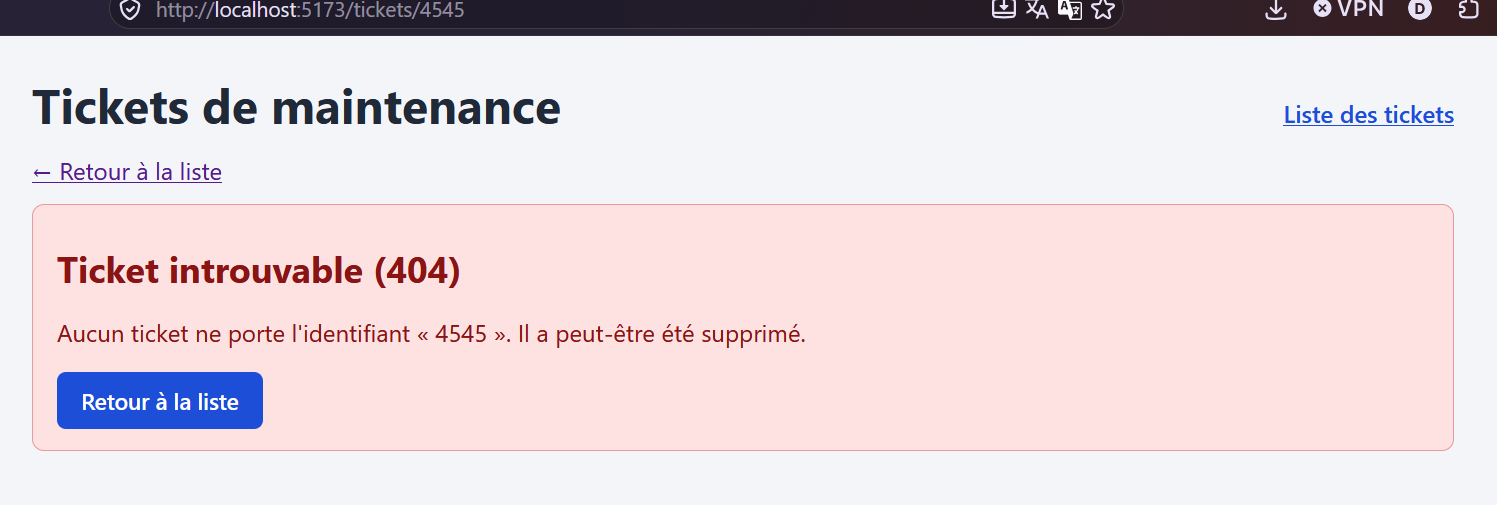 http://localhost:5173/tickets/4545
VPN
D
Tickets de maintenance
Liste des tickets
← Retour à la liste
Ticket introuvable (404)
Aucun ticket ne porte l'identifiant « 4545 ». Il a peut-être été supprimé.
Retour à la liste